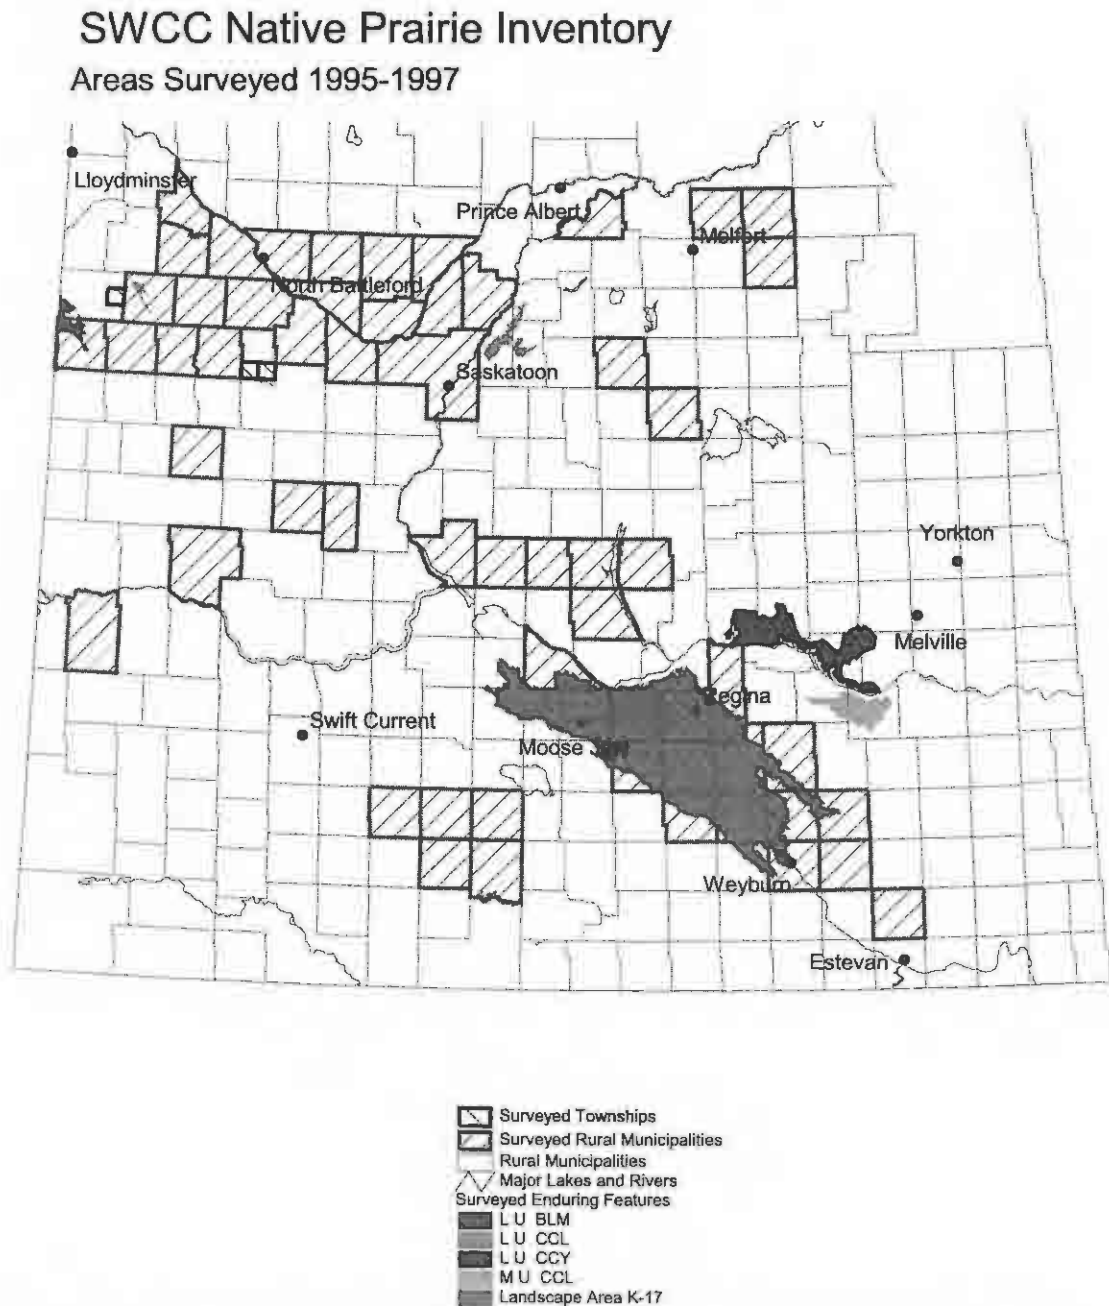 SWCC Native Prairie Inventory
Areas Surveyed 1995-1997
Lloydminster
Prince Albert
Melfort
North Battleford
Saskatoon
Yorkton
Melville
Regina
Swift Current
Moose Jaw
Weyburn
Estevan
Surveyed Townships
Surveyed Rural Municipalities
Rural Municipalities
Major Lakes and Rivers
Surveyed Enduring Features
L U BLM
L U CCL
L U CCY
M U CCL
Landscape Area K-17